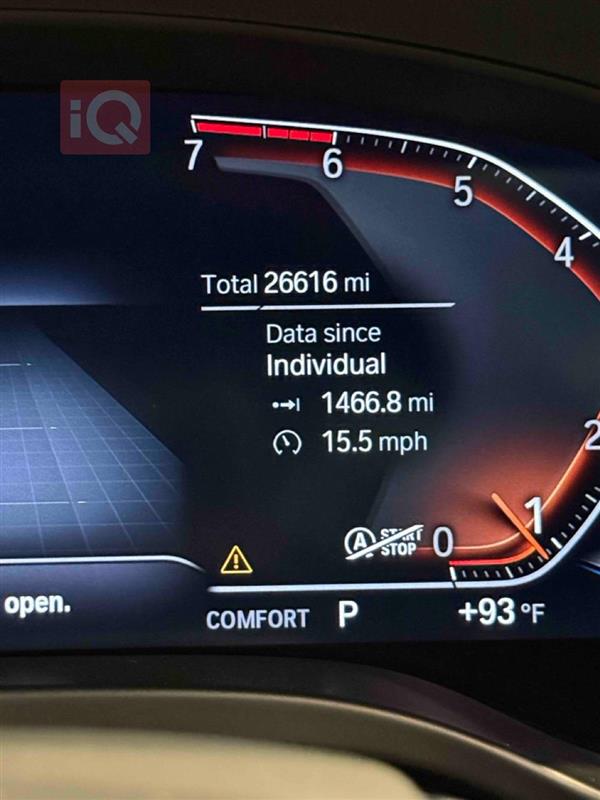 iQ
7
6
5
4
Total 26616 mi
Data since
Individual
1466.8 mi
15.5 mph
2
1
A START
STOP
0
open.
COMFORT P +93 °F